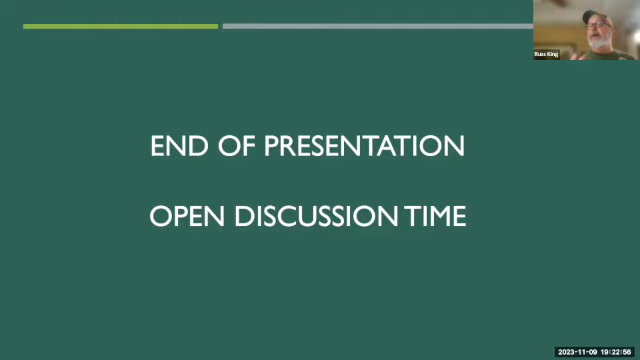 Russ King
END OF PRESENTATION
OPEN DISCUSSION TIME
2023-11-09 19:22:56